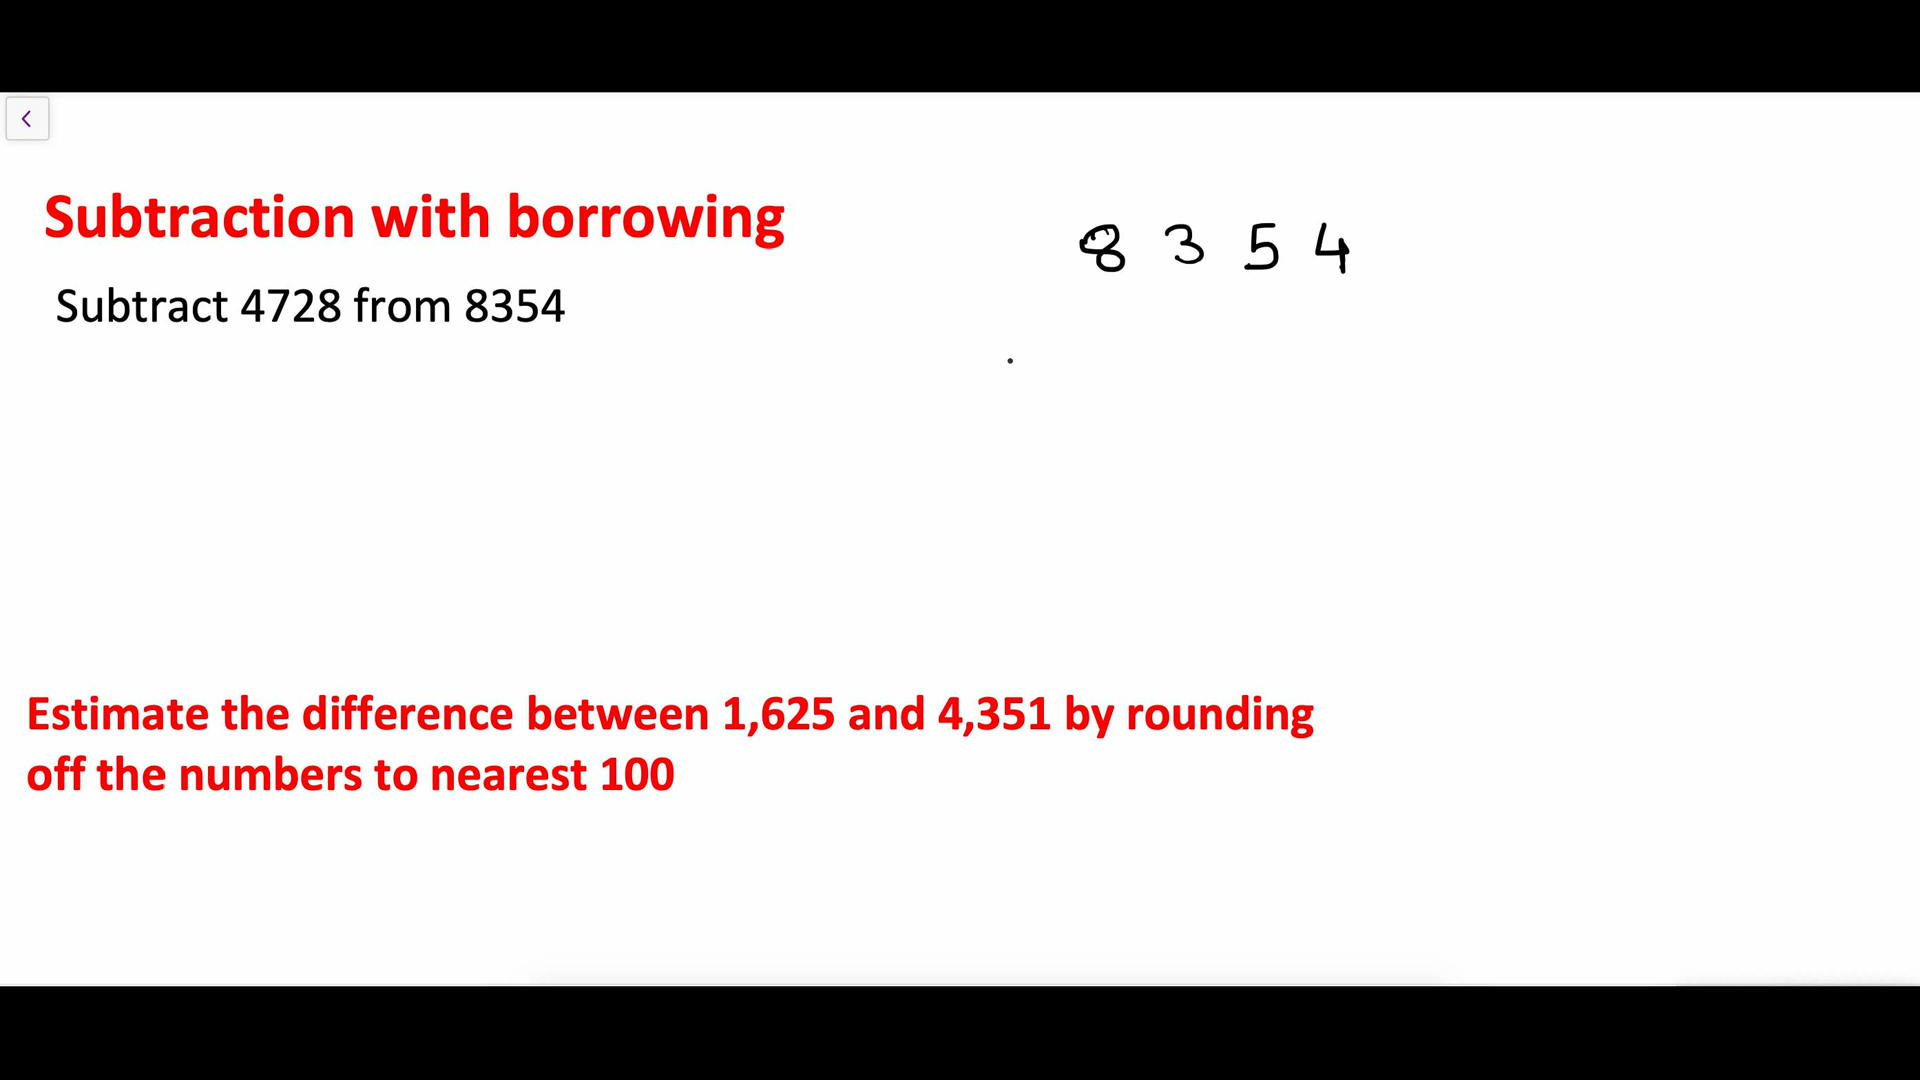 Subtraction with borrowing
8 3 5 4
Subtract 4728 from 8354
Estimate the difference between 1,625 and 4,351 by rounding
off the numbers to nearest 100